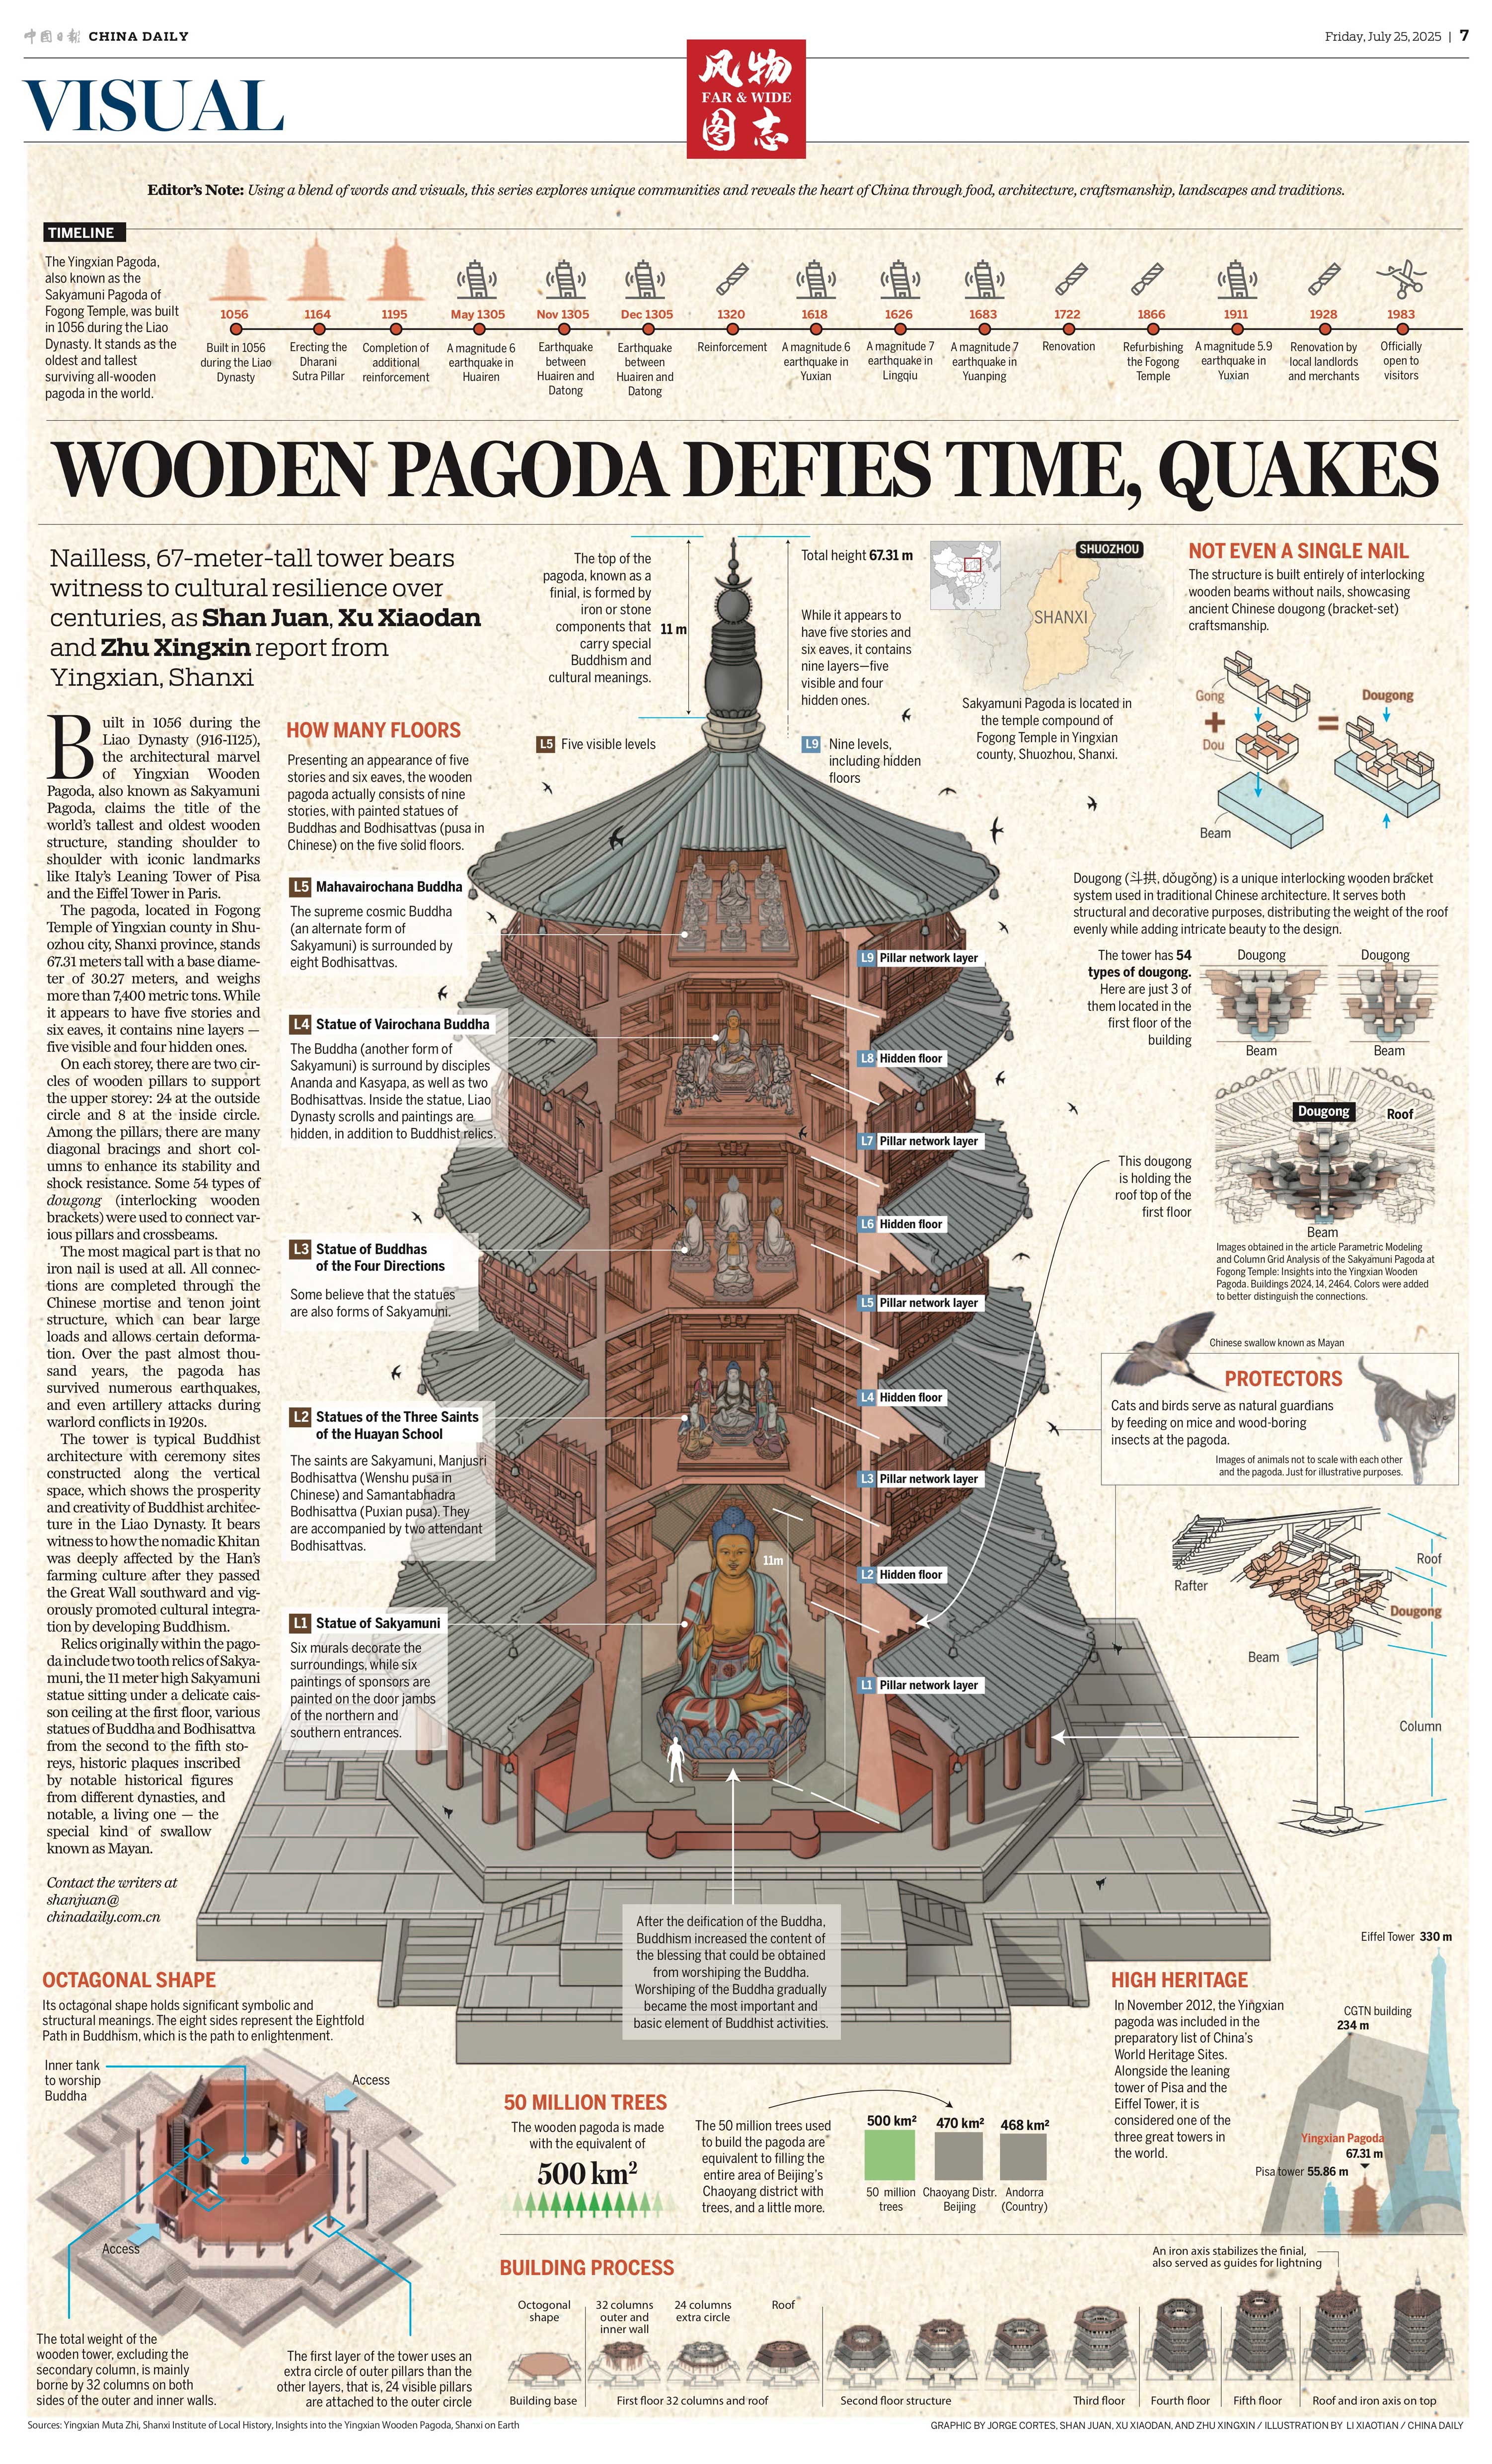 中国日报 CHINA DAILY
Friday, July 25, 2025 | 7
VISUAL
风物
FAR & WIDE
图志
Editor's Note: Using a blend of words and visuals, this series explores unique communities and reveals the heart of China through food, architecture, craftsmanship, landscapes and traditions.
TIMELINE
The Yingxian Pagoda,
also known as the
Sakyamuni Pagoda of
Fogong Temple, was built
in 1056 during the Liao
Dynasty. It stands as the
oldest and tallest
surviving all-wooden
pagoda in the world.
1056
Built in 1056
during the Liao
Dynasty
1164
Erecting the
Dharani
Sutra Pillar
1195
Completion of
additional
reinforcement
May 1305
A magnitude 6
earthquake in
Huairen
Nov 1305
Earthquake
between
Huairen and
Datong
Dec 1305
Earthquake
between
Huairen and
Datong
1320
Reinforcement
1618
A magnitude 6
earthquake in
Yuxian
1626
A magnitude 7
earthquake in
Lingqiu
1683
A magnitude 7
earthquake in
Yuanping
1722
Renovation
1866
Refurbishing
the Fogong
Temple
1911
A magnitude 5.9
earthquake in
Yuxian
1928
Renovation by
local landlords
and merchants
1983
Officially
open to
visitors
WOODEN PAGODA DEFIES TIME, QUAKES
Nailless, 67-meter-tall tower bears
witness to cultural resilience over
centuries, as Shan Juan, Xu Xiaodan
and Zhu Xingxin report from
Yingxian, Shanxi
Built in 1056 during the
Liao Dynasty (916-1125),
the architectural marvel
of Yingxian Wooden
Pagoda, also known as Sakyamuni
Pagoda, claims the title of the
world's tallest and oldest wooden
structure, standing shoulder to
shoulder with iconic landmarks
like Italy's Leaning Tower of Pisa
and the Eiffel Tower in Paris.
The pagoda, located in Fogong
Temple of Yingxian county in Shu-
ozhou city, Shanxi province, stands
67.31 meters tall with a base diame-
ter of 30.27 meters, and weighs
more than 7,400 metric tons. While
it appears to have five stories and
six eaves, it contains nine layers —
five visible and four hidden ones.
On each storey, there are two cir-
cles of wooden pillars to support
the upper storey: 24 at the outside
circle and 8 at the inside circle.
Among the pillars, there are many
diagonal bracings and short col-
umns to enhance its stability and
shock resistance. Some 54 types of
dougong (interlocking wooden
brackets) were used to connect var-
ious pillars and crossbeams.
The most magical part is that no
iron nail is used at all. All connec-
tions are completed through the
Chinese mortise and tenon joint
structure, which can bear large
loads and allows certain deforma-
tion. Over the past almost thou-
sand years, the pagoda has
survived numerous earthquakes,
and even artillery attacks during
warlord conflicts in 1920s.
The tower is typical Buddhist
architecture with ceremony sites
constructed along the vertical
space, which shows the prosperity
and creativity of Buddhist architec-
ture in the Liao Dynasty. It bears
witness to how the nomadic Khitan
was deeply affected by the Han's
farming culture after they passed
the Great Wall southward and vig-
orously promoted cultural integra-
tion by developing Buddhism.
Relics originally within the pago-
da include two tooth relics of Sakya-
muni, the 11 meter high Sakyamuni
statue sitting under a delicate cais-
son ceiling at the first floor, various
statues of Buddha and Bodhisattva
from the second to the fifth sto-
reys, historic plaques inscribed
by notable historical figures
from different dynasties, and
notable, a living one — the
special kind of swallow
known as Mayan.
Contact the writers at
shanjuan@
chinadaily.com.cn
HOW MANY FLOORS
Presenting an appearance of five
stories and six eaves, the wooden
pagoda actually consists of nine
stories, with painted statues of
Buddhas and Bodhisattvas (pusa in
Chinese) on the five solid floors.
L5 Mahavairochana Buddha
The supreme cosmic Buddha
(an alternate form of
Sakyamuni) is surrounded by
eight Bodhisattvas.
L4 Statue of Vairochana Buddha
The Buddha (another form of
Sakyamuni) is surround by disciples
Ananda and Kasyapa, as well as two
Bodhisattvas. Inside the statue, Liao
Dynasty scrolls and paintings are
hidden, in addition to Buddhist relics.
L3 Statue of Buddhas
of the Four Directions
Some believe that the statues
are also forms of Sakyamuni.
L2 Statues of the Three Saints
of the Huayan School
The saints are Sakyamuni, Manjusri
Bodhisattva (Wenshu pusa in
Chinese) and Samantabhadra
Bodhisattva (Puxian pusa). They
are accompanied by two attendant
Bodhisattvas.
L1 Statue of Sakyamuni
Six murals decorate the
surroundings, while six
paintings of sponsors are
painted on the door jambs
of the northern and
southern entrances.
The top of the
pagoda, known as a
finial, is formed by
iron or stone
components that
carry special
Buddhism and
cultural meanings.
11 m
Total height 67.31 m
While it appears to
have five stories and
six eaves, it contains
nine layers—five
visible and four
hidden ones.
L5 Five visible levels
L9 Nine levels,
including hidden
floors
L9 Pillar network layer
L8 Hidden floor
L7 Pillar network layer
L6 Hidden floor
L5 Pillar network layer
L4 Hidden floor
L3 Pillar network layer
L2 Hidden floor
L1 Pillar network layer
11m
After the deification of the Buddha,
Buddhism increased the content of
the blessing that could be obtained
from worshiping the Buddha.
Worshiping of the Buddha gradually
became the most important and
basic element of Buddhist activities.
SHUOZHOU
SHANXI
Sakyamuni Pagoda is located in
the temple compound of
Fogong Temple in Yingxian
county, Shuozhou, Shanxi.
NOT EVEN A SINGLE NAIL
The structure is built entirely of interlocking
wooden beams without nails, showcasing
ancient Chinese dougong (bracket-set)
craftsmanship.
Gong
+
Dou
=
Dougong
Beam
Dougong (斗拱, dǒugǒng) is a unique interlocking wooden bracket
system used in traditional Chinese architecture. It serves both
structural and decorative purposes, distributing the weight of the roof
evenly while adding intricate beauty to the design.
The tower has 54
types of dougong.
Here are just 3 of
them located in the
first floor of the
building
Dougong
Beam
Dougong
Beam
Dougong
Roof
Beam
This dougong
is holding the
roof top of the
first floor
Images obtained in the article Parametric Modeling
and Column Grid Analysis of the Sakyamuni Pagoda at
Fogong Temple: Insights into the Yingxian Wooden
Pagoda. Buildings 2024, 14, 2464. Colors were added
to better distinguish the connections.
Chinese swallow known as Mayan
PROTECTORS
Cats and birds serve as natural guardians
by feeding on mice and wood-boring
insects at the pagoda.
Images of animals not to scale with each other
and the pagoda. Just for illustrative purposes.
Roof
Rafter
Dougong
Beam
Column
OCTAGONAL SHAPE
Its octagonal shape holds significant symbolic and
structural meanings. The eight sides represent the Eightfold
Path in Buddhism, which is the path to enlightenment.
Inner tank
to worship
Buddha
Access
Access
The total weight of the
wooden tower, excluding the
secondary column, is mainly
borne by 32 columns on both
sides of the outer and inner walls.
The first layer of the tower uses an
extra circle of outer pillars than the
other layers, that is, 24 visible pillars
are attached to the outer circle
50 MILLION TREES
The wooden pagoda is made
with the equivalent of
500 km²
The 50 million trees used
to build the pagoda are
equivalent to filling the
entire area of Beijing's
Chaoyang district with
trees, and a little more.
500 km²
50 million
trees
470 km²
Chaoyang Distr.
Beijing
468 km²
Andorra
(Country)
HIGH HERITAGE
In November 2012, the Yingxian
pagoda was included in the
preparatory list of China's
World Heritage Sites.
Alongside the leaning
tower of Pisa and the
Eiffel Tower, it is
considered one of the
three great towers in
the world.
Eiffel Tower 330 m
CGTN building
234 m
Yingxian Pagoda
67.31 m
Pisa tower 55.86 m
BUILDING PROCESS
Octogonal
shape
Building base
32 columns
outer and
inner wall
24 columns
extra circle
Roof
First floor 32 columns and roof
Second floor structure
Third floor
Fourth floor
Fifth floor
An iron axis stabilizes the finial,
also served as guides for lightning
Roof and iron axis on top
Sources: Yingxian Muta Zhi, Shanxi Institute of Local History, Insights into the Yingxian Wooden Pagoda, Shanxi on Earth
GRAPHIC BY JORGE CORTES, SHAN JUAN, XU XIAODAN, AND ZHU XINGXIN / ILLUSTRATION BY LI XIAOTIAN / CHINA DAILY